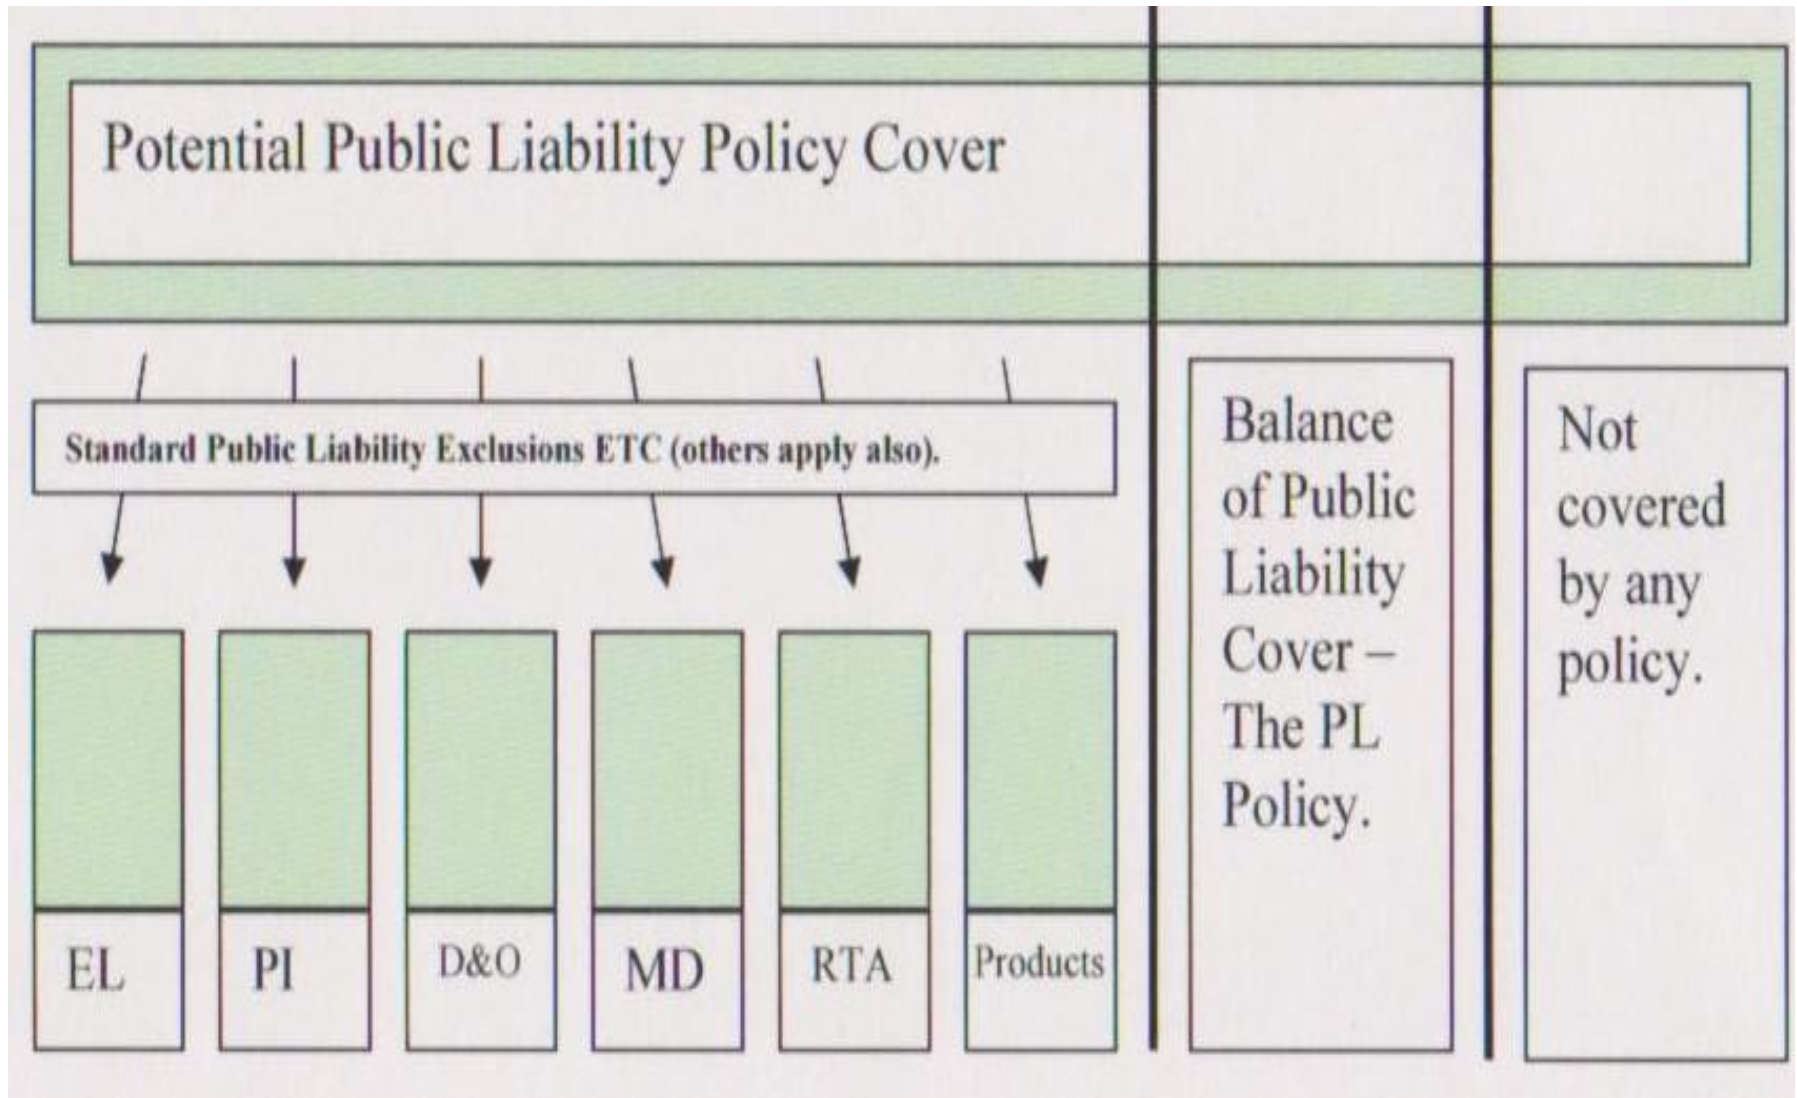 Potential Public Liability Policy Cover
Standard Public Liability Exclusions ETC (others apply also).
EL
PI
D&O
MD
RTA
Products
Balance
of Public
Liability
Cover –
The PL
Policy.
Not
covered
by any
policy.